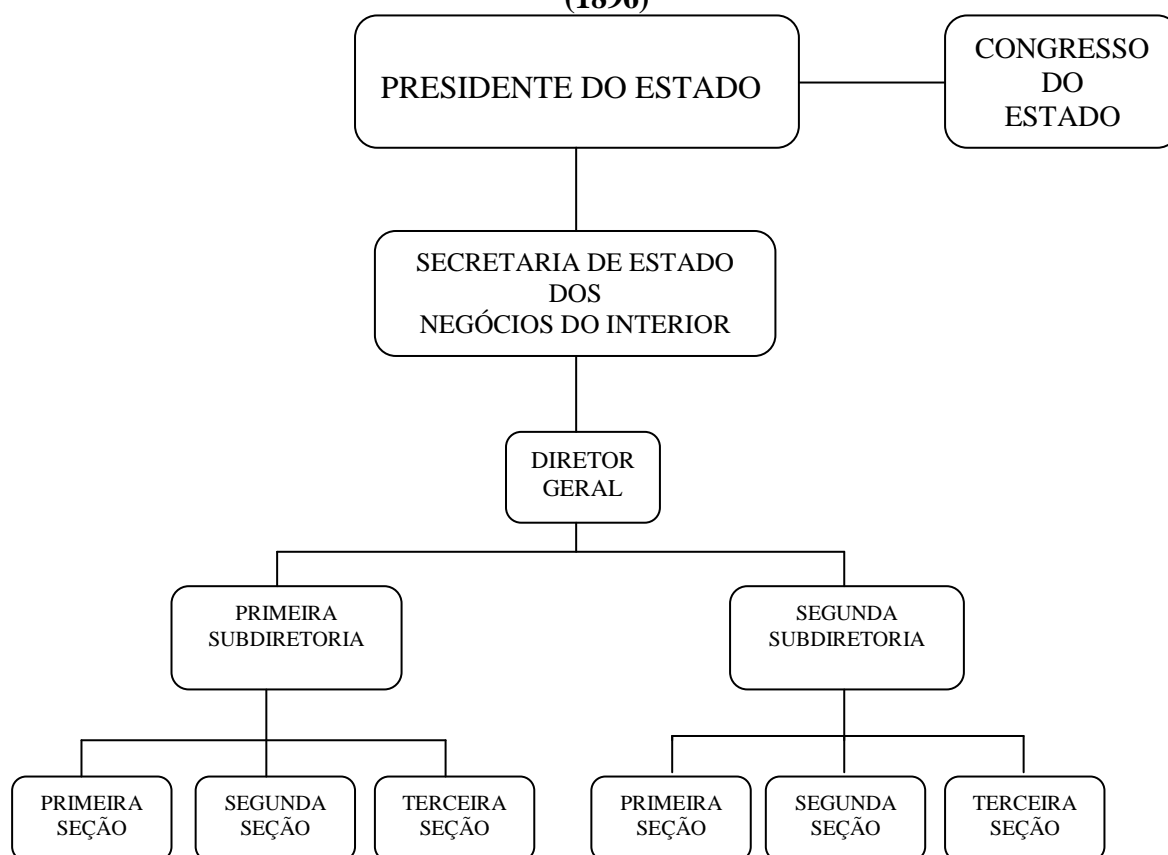 (1896)
PRESIDENTE DO ESTADO
CONGRESSO
DO
ESTADO
SECRETARIA DE ESTADO
DOS
NEGÓCIOS DO INTERIOR
DIRETOR
GERAL
PRIMEIRA
SUBDIRETORIA
SEGUNDA
SUBDIRETORIA
PRIMEIRA
SEÇÃO
SEGUNDA
SEÇÃO
TERCEIRA
SEÇÃO
PRIMEIRA
SEÇÃO
SEGUNDA
SEÇÃO
TERCEIRA
SEÇÃO